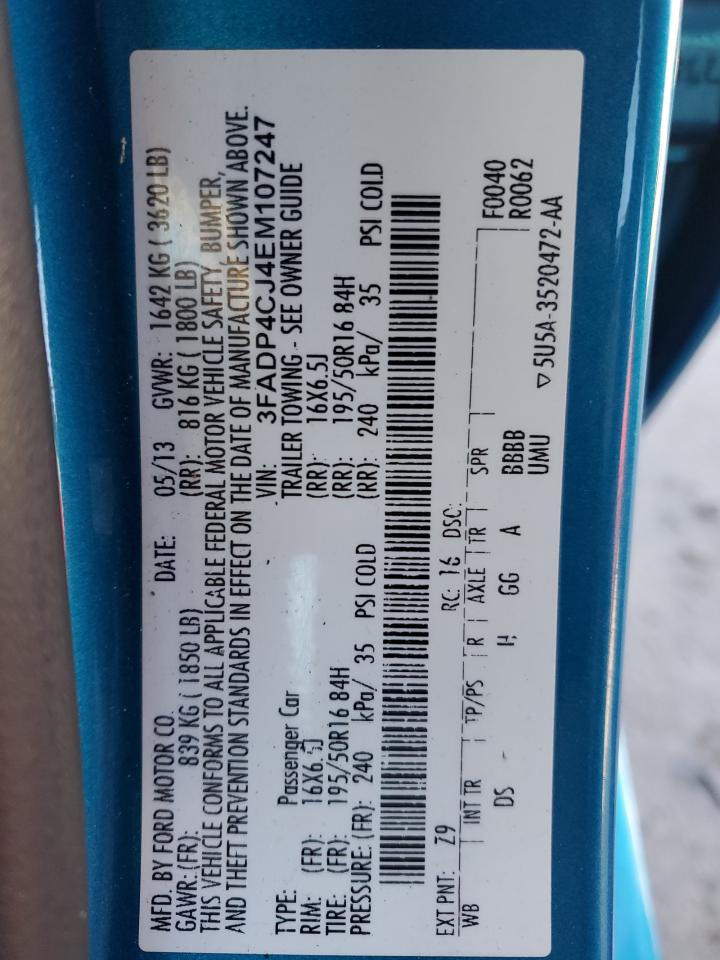 MFD. BY FORD MOTOR CO.
DATE: 05/13 GVWR: 1642 KG ( 3620 LB)
GAWR: (FR): 839 KG ( 1850 LB) (RR): 816 KG ( 1800 LB)
THIS VEHICLE CONFORMS TO ALL APPLICABLE FEDERAL MOTOR VEHICLE SAFETY, BUMPER,
AND THEFT PREVENTION STANDARDS IN EFFECT ON THE DATE OF MANUFACTURE SHOWN ABOVE.
VIN: 3FADP4CJ4EM107247
TYPE: Passenger Car TRAILER TOWING - SEE OWNER GUIDE
RIM: (FR): 16X6.5J (RR): 16X6.5J
TIRE: (FR): 195/50R16 84H (RR): 195/50R16 84H
PRESSURE: (FR): 240 kPa/ 35 PSI COLD (RR): 240 kPa/ 35 PSI COLD
EXT PNT: Z9 RC: 16 DSC: F0040
WB INT TR TP/PS R AXLE TR SPR R0062
DS - H GG A BBBB
UMU
▽ 5U5A-3520472-AA